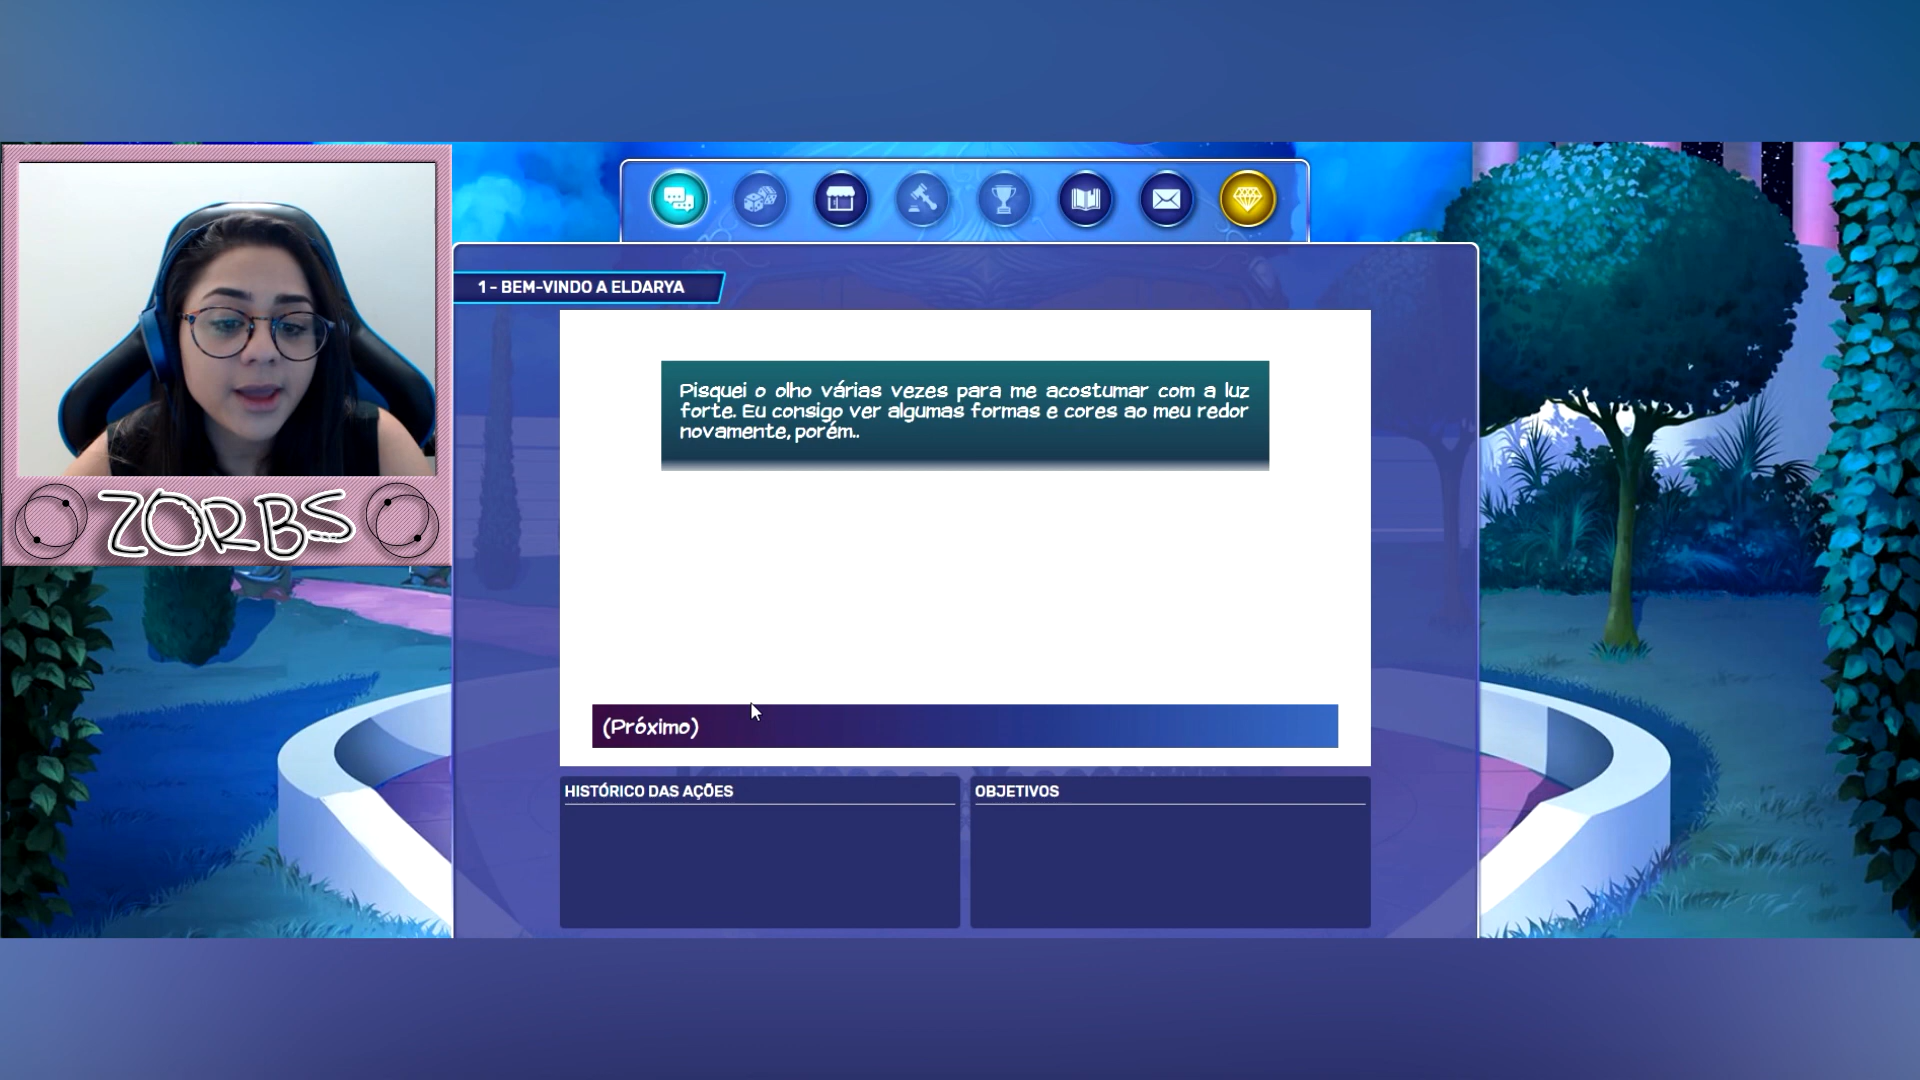 1 - BEM-VINDO A ELDARYA
Pisquei o olho várias vezes para me acostumar com a luz
forte. Eu consigo ver algumas formas e cores ao meu redor
novamente, porém..
ZORBS
(Próximo)
HISTÓRICO DAS AÇÕES
OBJETIVOS